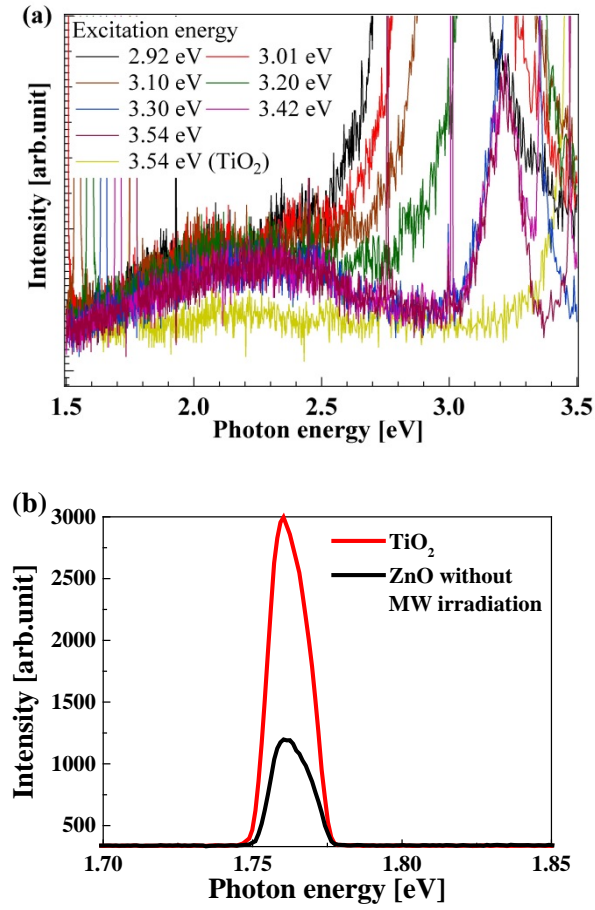 (a)
Excitation energy
2.92 eV 3.01 eV
3.10 eV 3.20 eV
3.30 eV 3.42 eV
3.54 eV
3.54 eV (TiO₂)
Intensity [arb.unit]
1.5 2.0 2.5 3.0 3.5
Photon energy [eV]
(b)
3000
2500
2000
1500
1000
500
TiO₂
ZnO without
MW irradiation
Intensity [arb.unit]
1.70 1.75 1.80 1.85
Photon energy [eV]